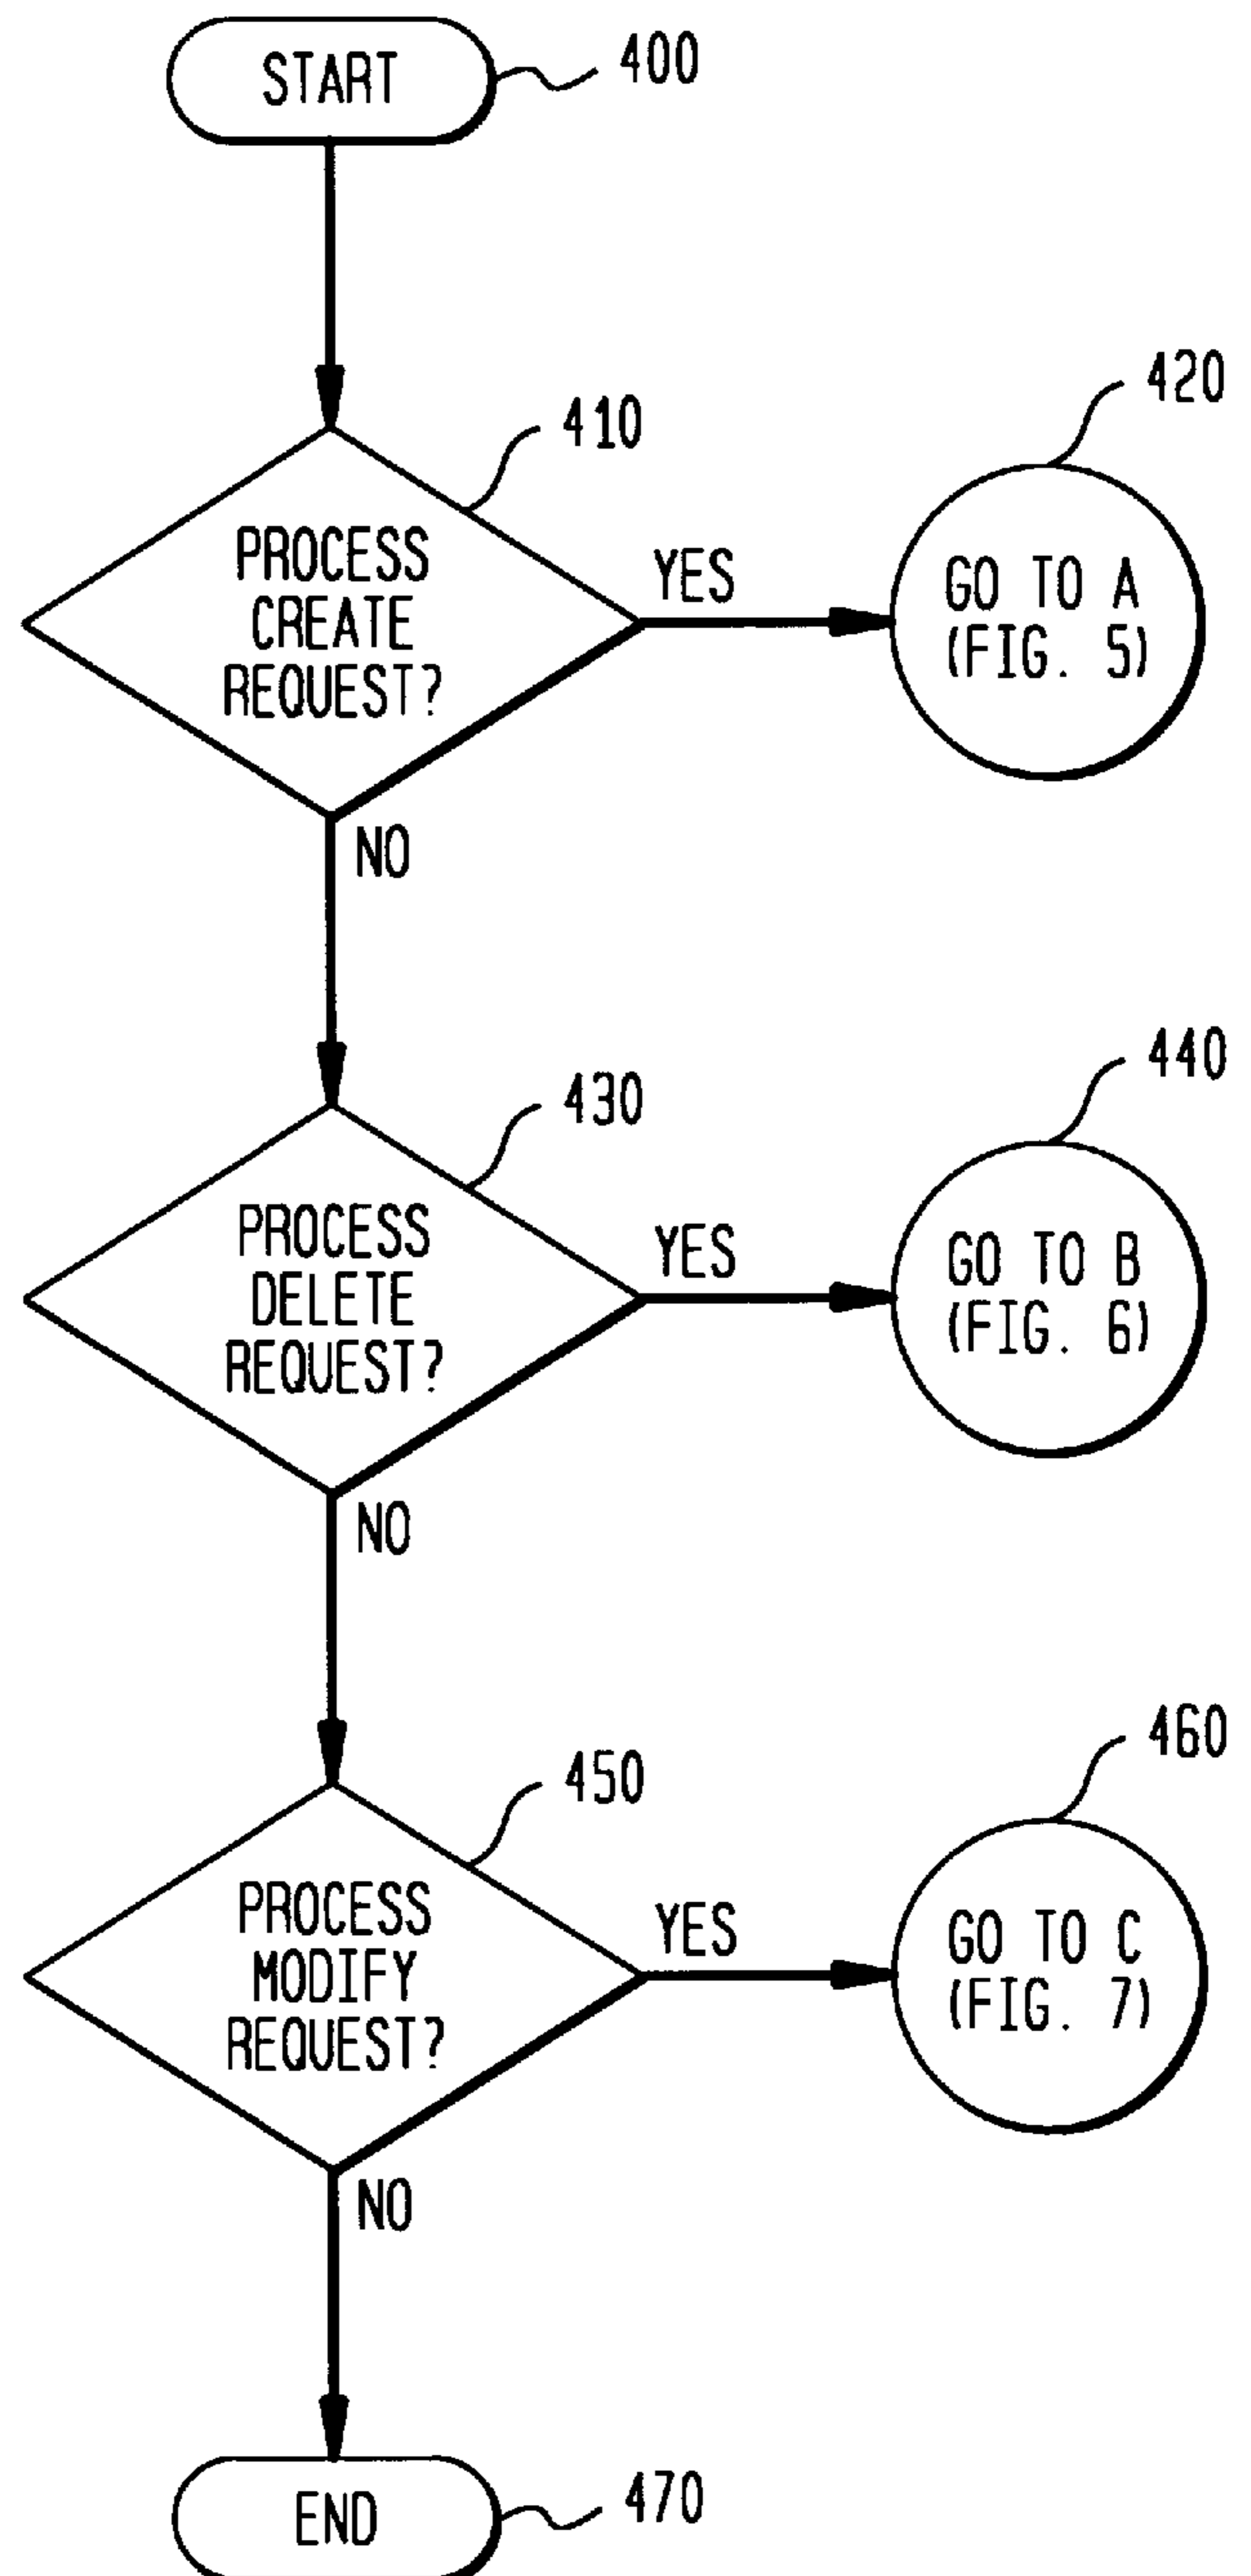 START
400
410
420
PROCESS
CREATE
REQUEST?
YES
GO TO A
(FIG. 5)
NO
430
440
PROCESS
DELETE
REQUEST?
YES
GO TO B
(FIG. 6)
NO
450
460
PROCESS
MODIFY
REQUEST?
YES
GO TO C
(FIG. 7)
NO
END
470